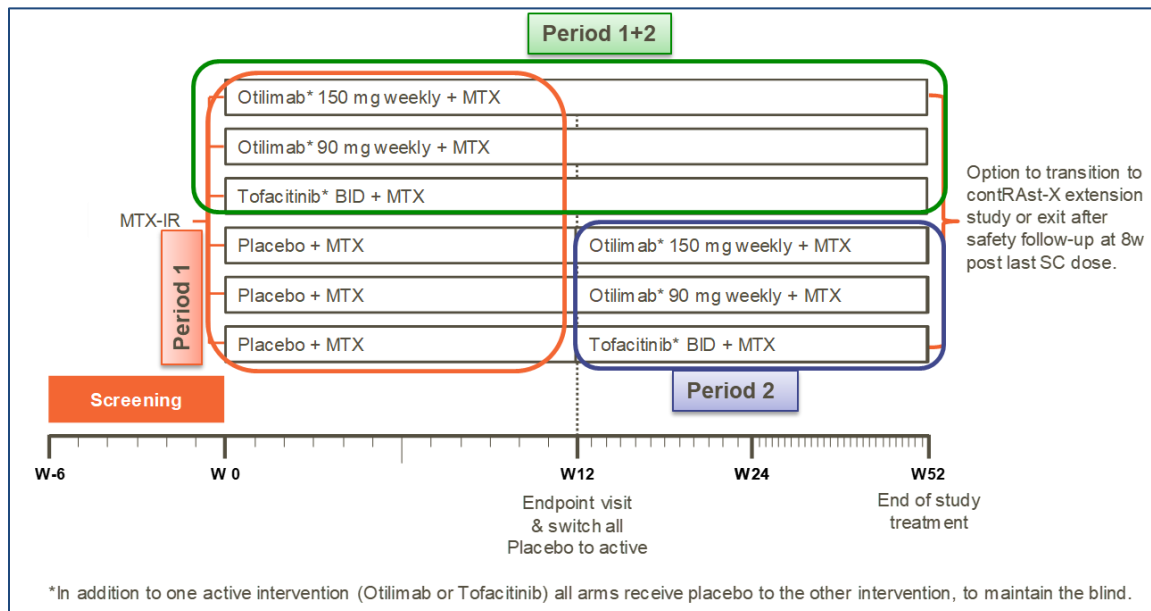 Period 1+2
Otilimab* 150 mg weekly + MTX
Otilimab* 90 mg weekly + MTX
Tofacitinib* BID + MTX
MTX-IR
Placebo + MTX
Otilimab* 150 mg weekly + MTX
Placebo + MTX
Otilimab* 90 mg weekly + MTX
Placebo + MTX
Tofacitinib* BID + MTX
Option to transition to
contRAst-X extension
study or exit after
safety follow-up at 8w
post last SC dose.
Period 1
Period 2
Screening
W-6
W 0
W12
W24
W52
Endpoint visit
& switch all
Placebo to active
End of study
treatment
*In addition to one active intervention (Otilimab or Tofacitinib) all arms receive placebo to the other intervention, to maintain the blind.